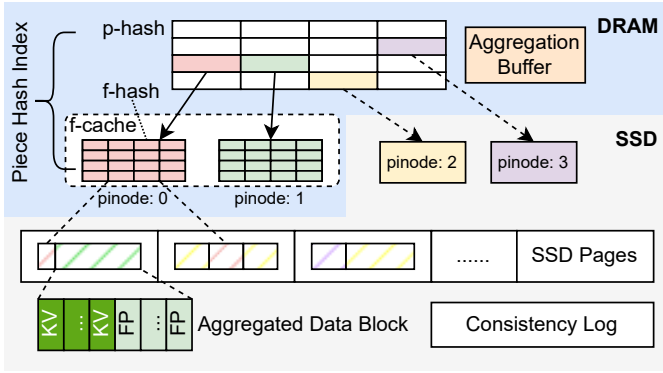 Piece Hash Index
p-hash
DRAM
Aggregation
Buffer
f-hash
f-cache
SSD
pinode: 0
pinode: 1
pinode: 2
pinode: 3
...... SSD Pages
KV ... KV FP ... FP
Aggregated Data Block
Consistency Log